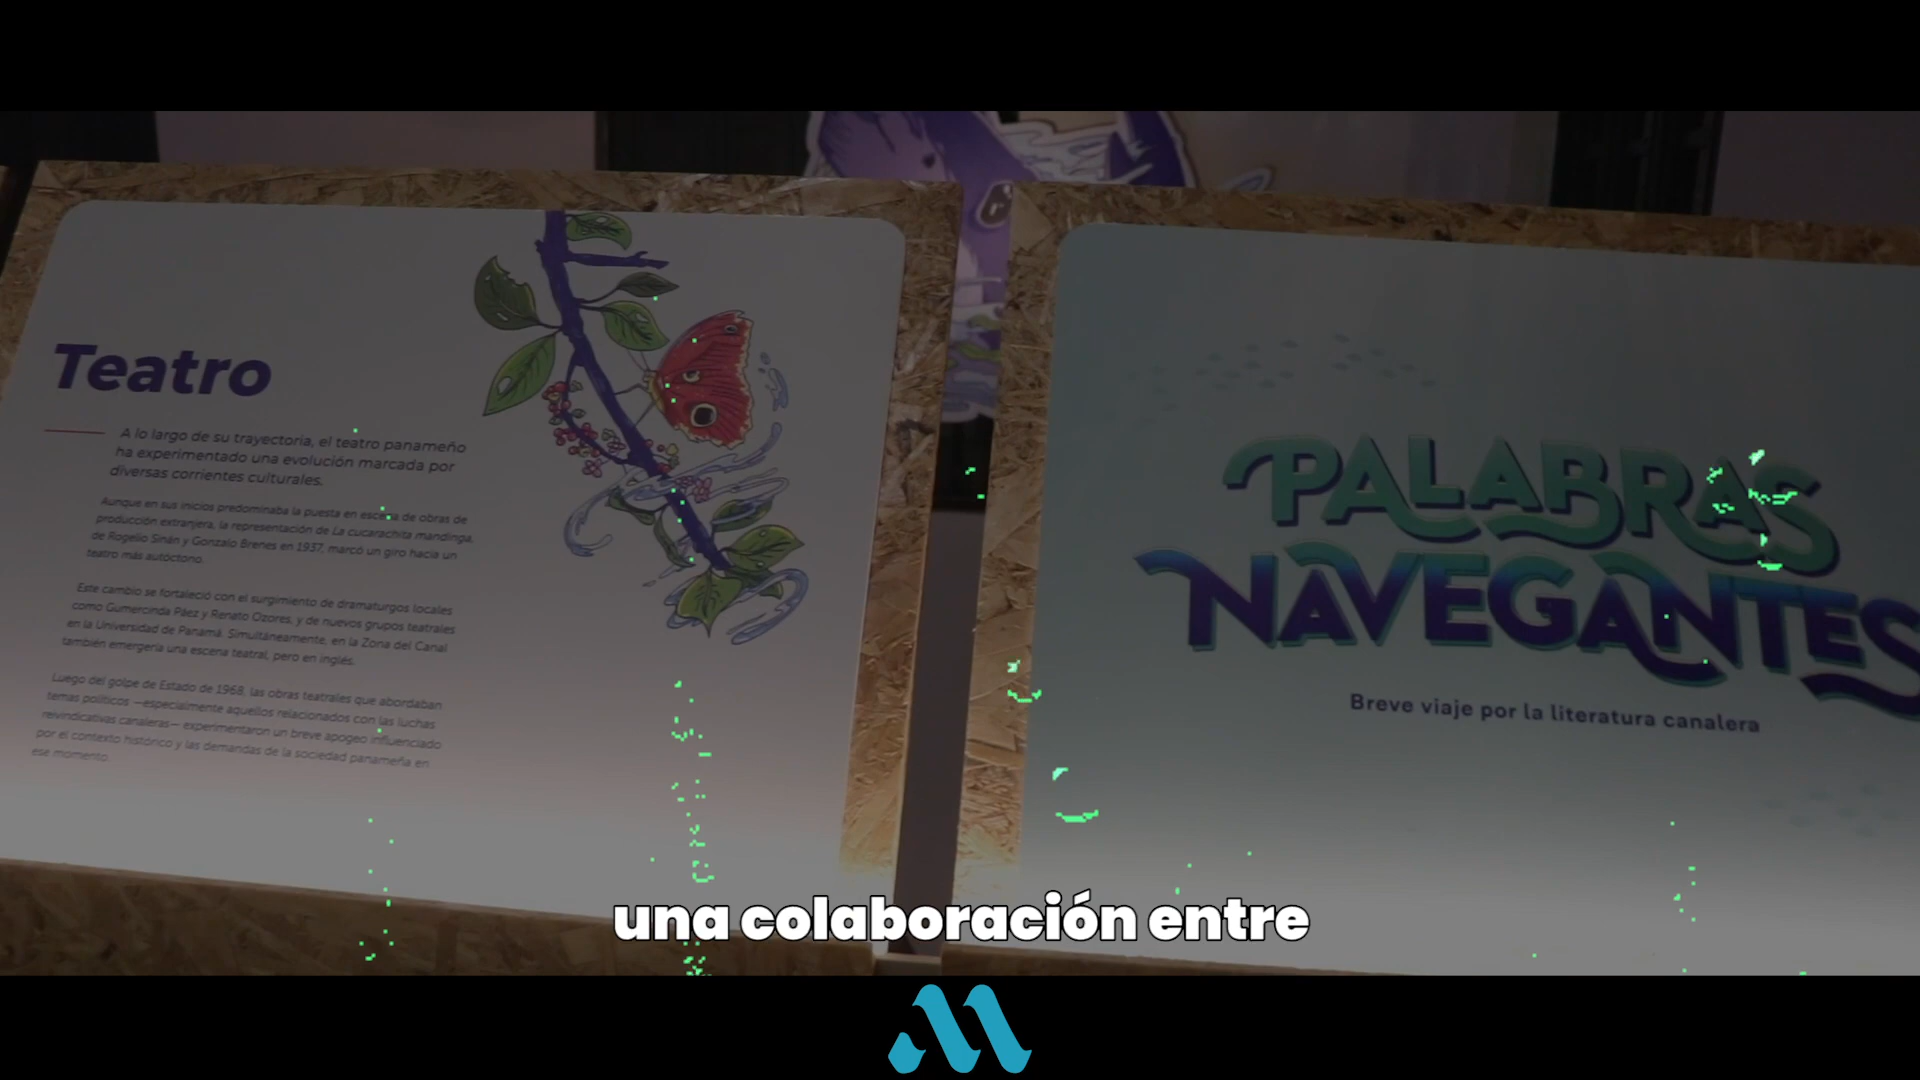 Teatro
A lo largo de su trayectoria, el teatro panameño
ha experimentado una evolución marcada por
diversas corrientes culturales.
Aunque en sus inicios predominaba la puesta en escena de obras de
producción extranjera, la representación de La cucarachita mandinga,
de Rogelio Sinán y Gonzalo Brenes en 1937, marcó un giro hacia un
teatro más autóctono.
Este cambio se fortaleció con el surgimiento de dramaturgos locales
como Gumercinda Páez y Renato Ozores, y de nuevos grupos teatrales
en la Universidad de Panamá. Simultáneamente, en la Zona del Canal
también emergería una escena teatral, pero en inglés.
Luego del golpe de Estado de 1968, las obras teatrales que abordaban
temas políticos —especialmente aquellos relacionados con las luchas
reivindicativas canaleras— experimentaron un breve apogeo influenciado
por el contexto histórico y las demandas de la sociedad panameña en
ese momento.
PALABRAS
NAVEGANTES
Breve viaje por la literatura canalera
una colaboración entre